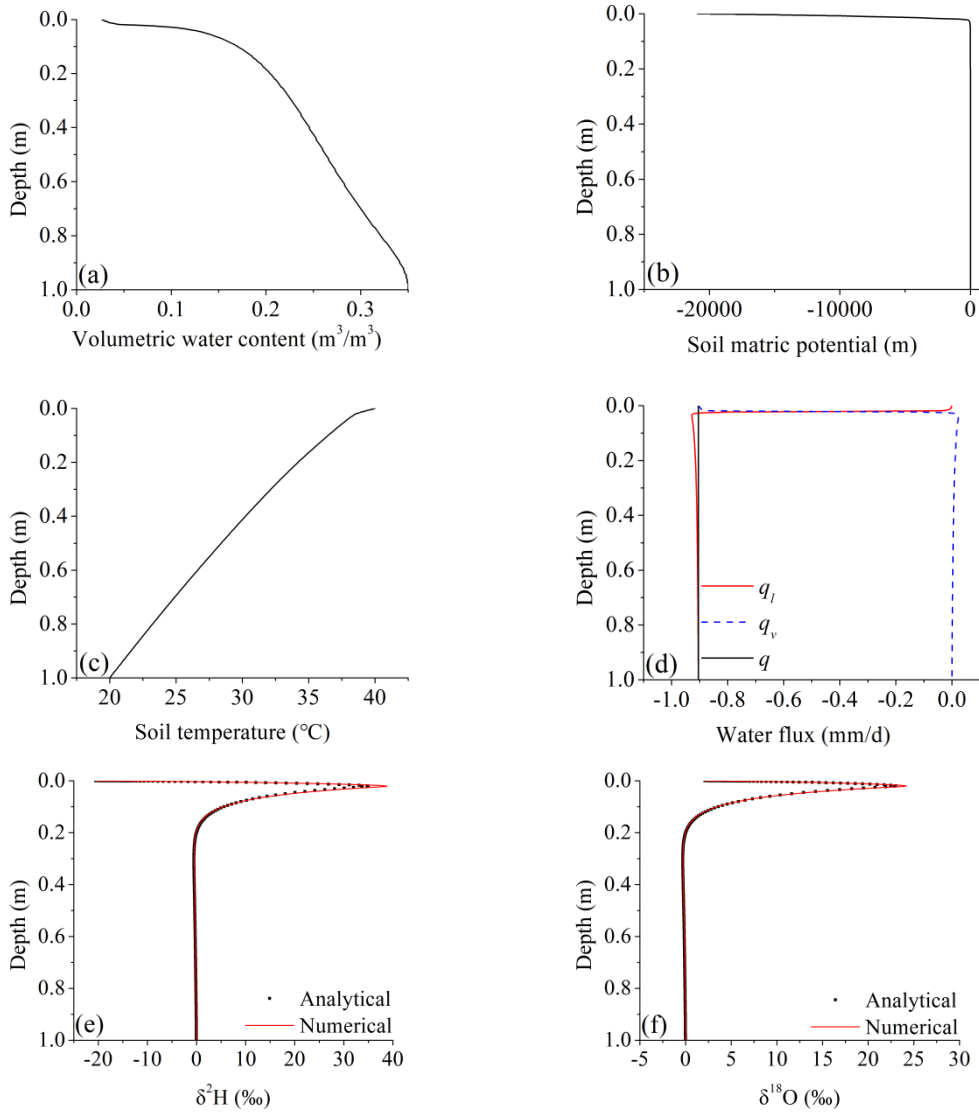 0.0
0.2
0.4
0.6
0.8
1.0
Depth (m)
(a)
0.0 0.1 0.2 0.3
Volumetric water content (m³/m³)
0.0
0.2
0.4
0.6
0.8
1.0
Depth (m)
(b)
-20000 -10000 0
Soil matric potential (m)
0.0
0.2
0.4
0.6
0.8
1.0
Depth (m)
(c)
20 25 30 35 40
Soil temperature (°C)
0.0
0.2
0.4
0.6
0.8
1.0
Depth (m)
q_l
q_v
q
(d)
-1.0 -0.8 -0.6 -0.4 -0.2 0.0
Water flux (mm/d)
0.0
0.2
0.4
0.6
0.8
1.0
Depth (m)
Analytical
Numerical
(e)
-20 -10 0 10 20 30 40
δ²H (‰)
0.0
0.2
0.4
0.6
0.8
1.0
Depth (m)
Analytical
Numerical
(f)
-5 0 5 10 15 20 25 30
δ¹⁸O (‰)